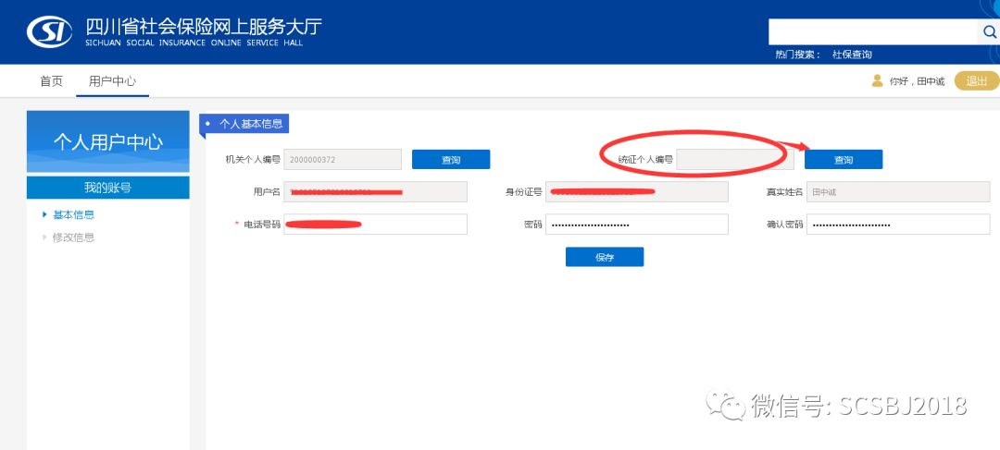 四川省社会保险网上服务大厅
SICHUAN SOCIAL INSURANCE ONLINE SERVICE HALL
热门搜索： 社保查询
首页 用户中心 你好，田中诚 退出
个人用户中心
我的账号
基本信息
修改信息
个人基本信息
机关个人编号 2000000372 查询 统征个人编号 查询
用户名 身份证号 真实姓名 田中诚
* 电话号码 密码 •••••••••••••••••••••••• 确认密码 ••••••••••••••••••••••••
保存
微信号: SCSBJ2018